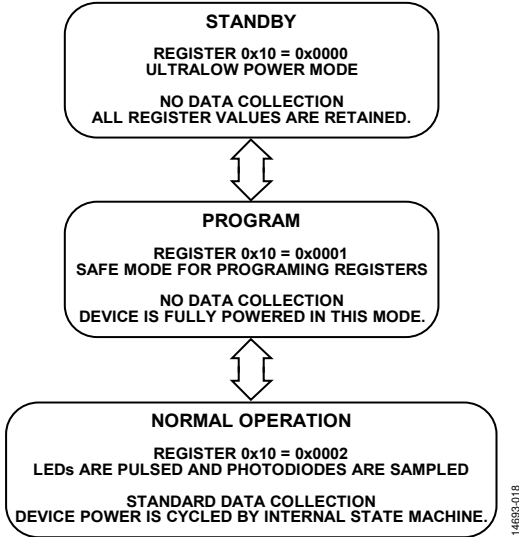 STANDBY
REGISTER 0x10 = 0x0000
ULTRALOW POWER MODE
NO DATA COLLECTION
ALL REGISTER VALUES ARE RETAINED.
PROGRAM
REGISTER 0x10 = 0x0001
SAFE MODE FOR PROGRAMING REGISTERS
NO DATA COLLECTION
DEVICE IS FULLY POWERED IN THIS MODE.
NORMAL OPERATION
REGISTER 0x10 = 0x0002
LEDs ARE PULSED AND PHOTODIODES ARE SAMPLED
STANDARD DATA COLLECTION
DEVICE POWER IS CYCLED BY INTERNAL STATE MACHINE.
14693-018